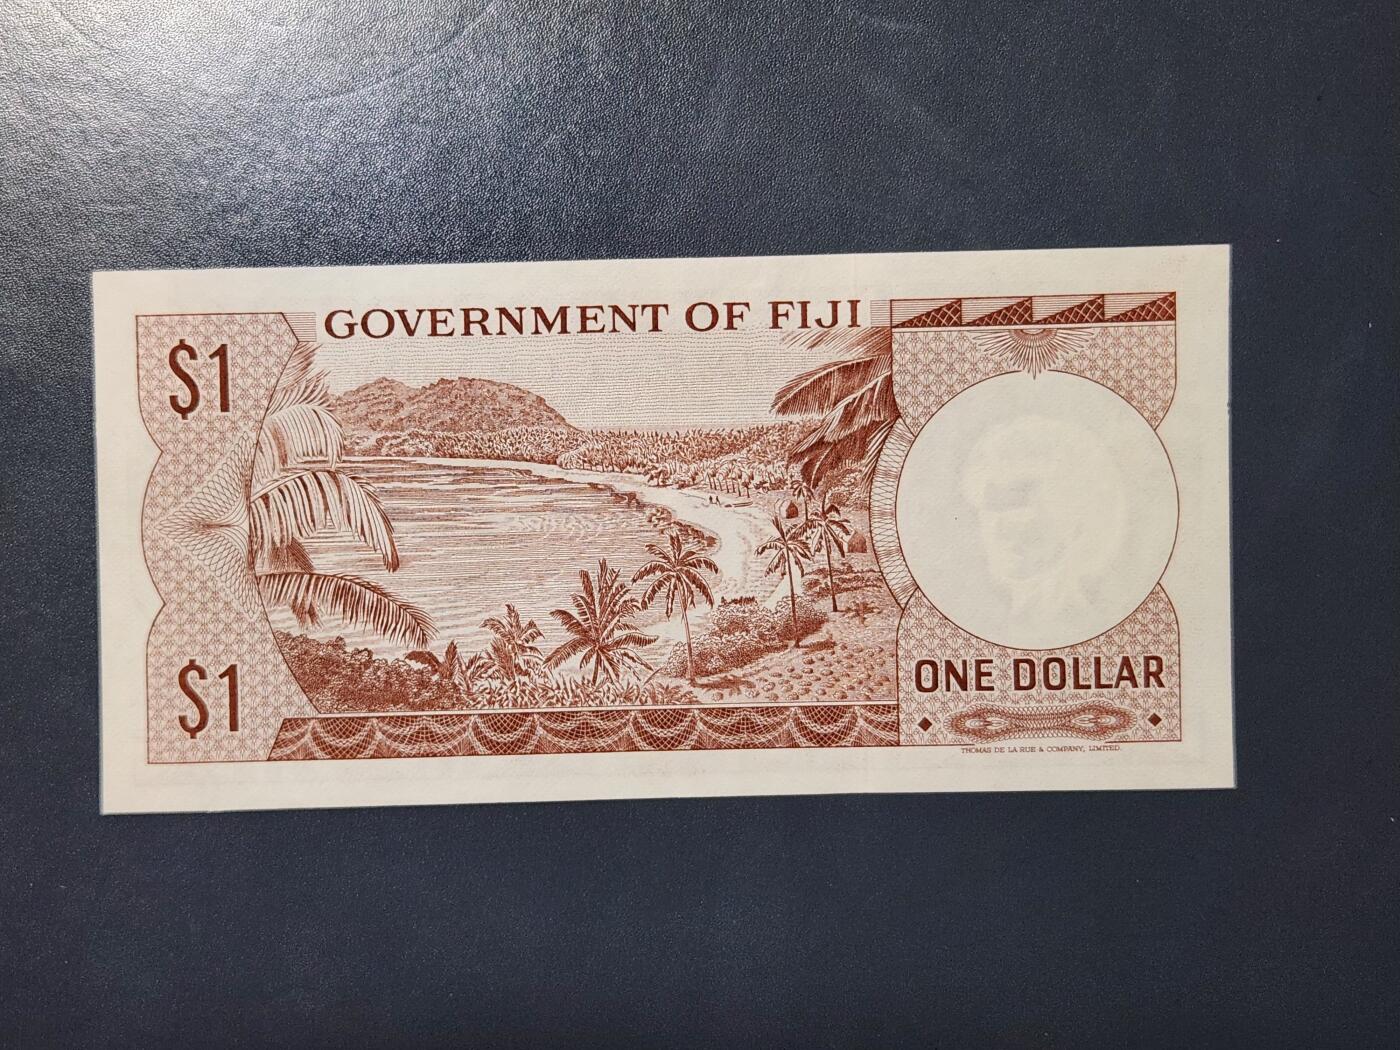 GOVERNMENT OF FIJI
$1
$1
ONE DOLLAR
THOMAS DE LA RUE & COMPANY, LIMITED.